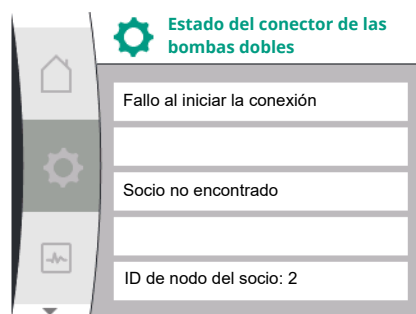 Estado del conector de las
bombas dobles
Fallo al iniciar la conexión
Socio no encontrado
ID de nodo del socio: 2